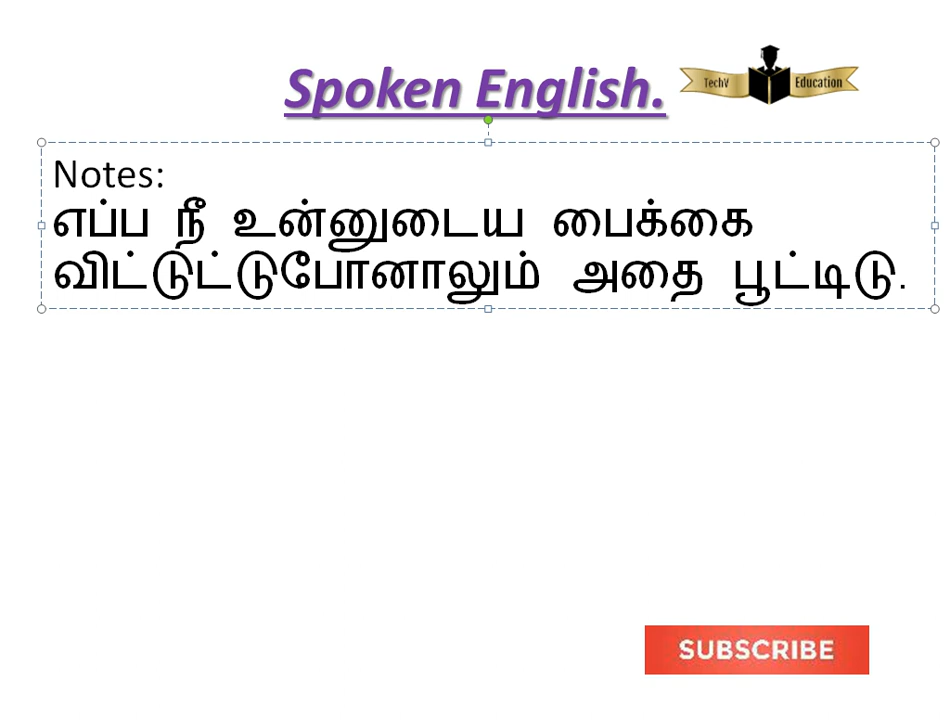 Spoken English.
TechV Education
Notes:
எப்ப நீ உன்னுடைய பைக்கை
விட்டுட்டுபோனாலும் அதை பூட்டிடு.
SUBSCRIBE